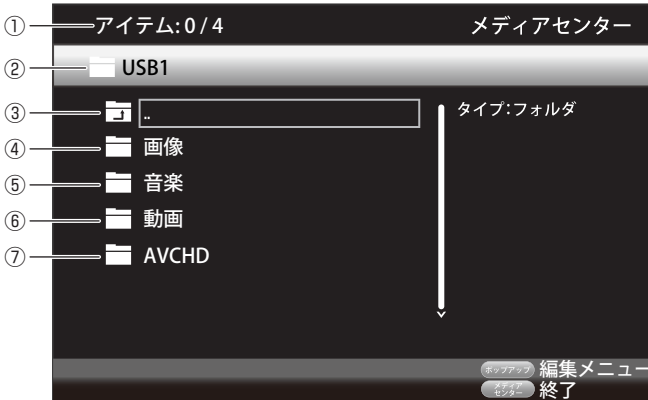 ① アイテム:0/4 メディアセンター
② USB1
③ .. タイプ:フォルダ
④ 画像
⑤ 音楽
⑥ 動画
⑦ AVCHD
ポップアップ 編集メニュー
メディアセンター 終了